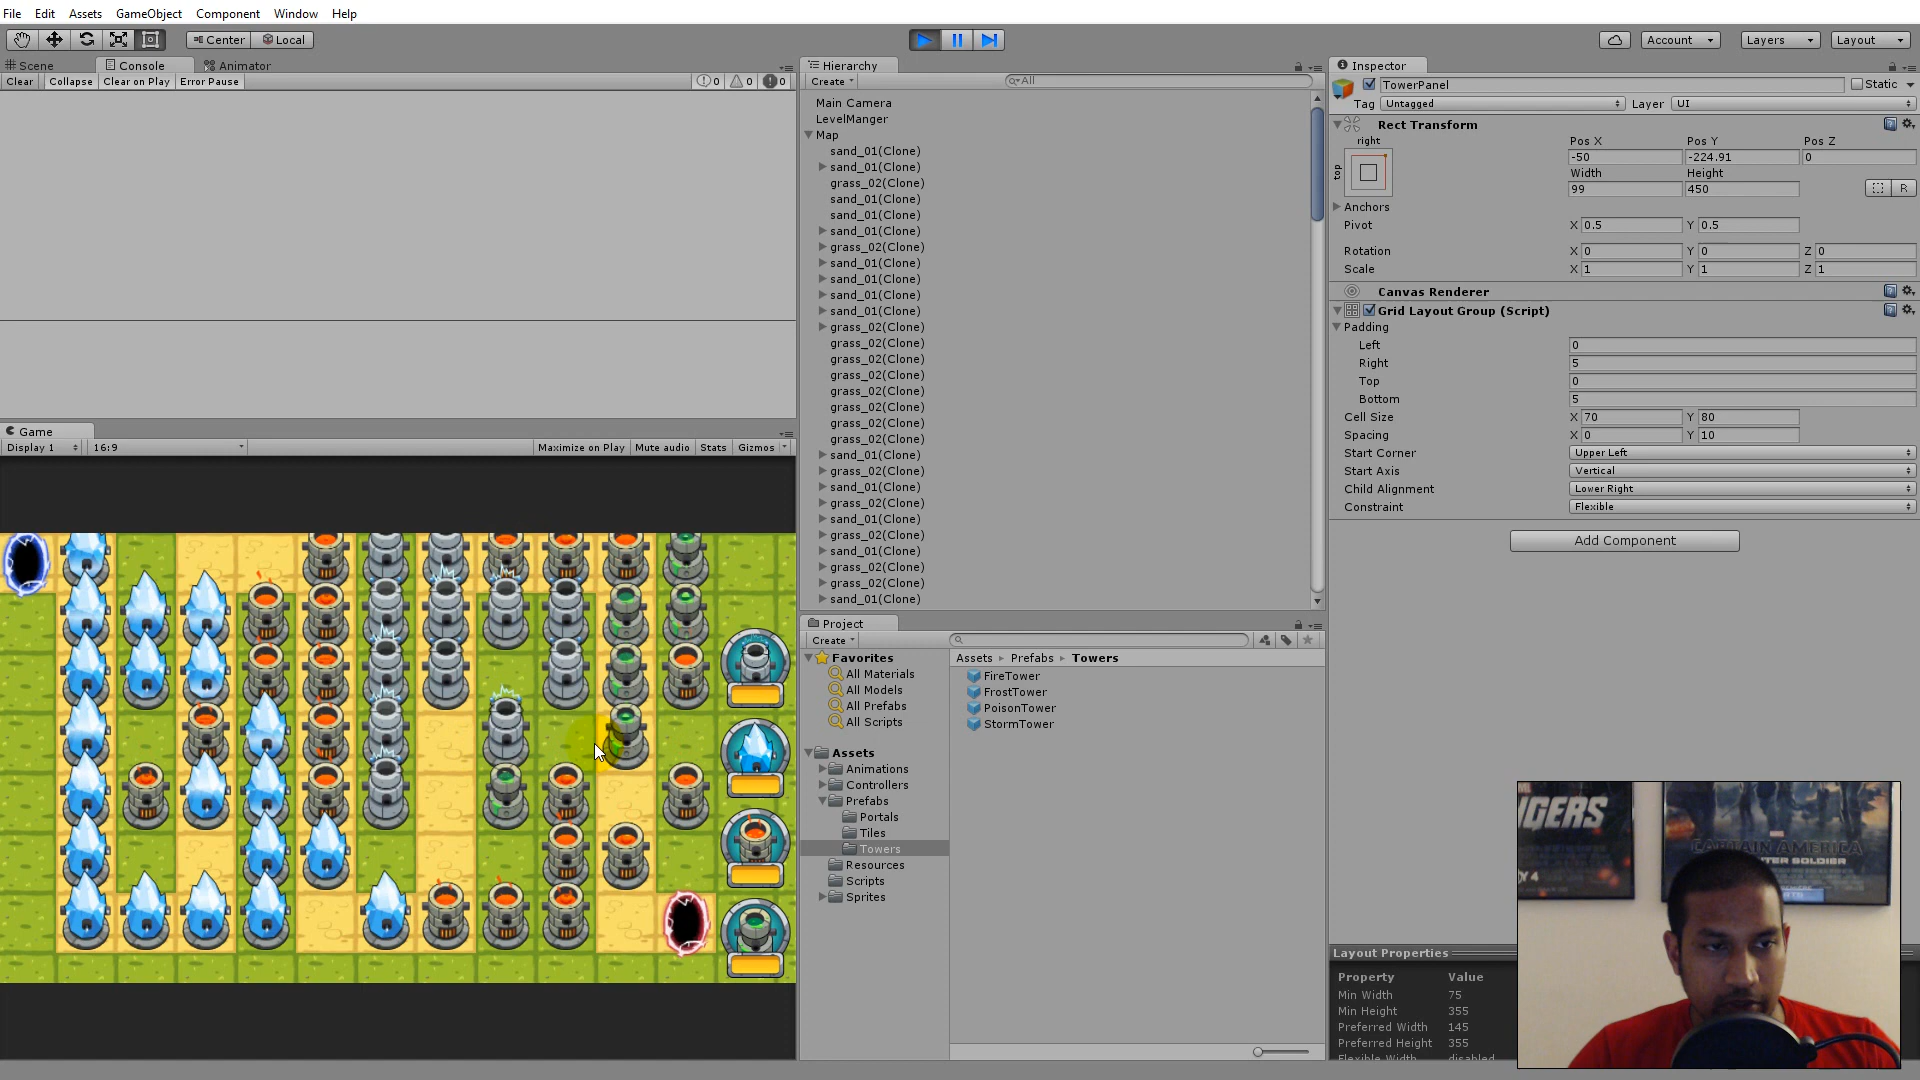 File Edit Assets GameObject Component Window Help
Center Local
Account Layers Layout
Scene Console Animator
Clear Collapse Clear on Play Error Pause 0 0 0
Game
Display 1 16:9 Maximize on Play Mute audio Stats Gizmos
Hierarchy
Create All
Main Camera
LevelManger
Map
sand_01(Clone)
sand_01(Clone)
grass_02(Clone)
sand_01(Clone)
sand_01(Clone)
sand_01(Clone)
grass_02(Clone)
sand_01(Clone)
sand_01(Clone)
sand_01(Clone)
sand_01(Clone)
grass_02(Clone)
grass_02(Clone)
grass_02(Clone)
grass_02(Clone)
grass_02(Clone)
grass_02(Clone)
grass_02(Clone)
grass_02(Clone)
sand_01(Clone)
grass_02(Clone)
sand_01(Clone)
grass_02(Clone)
sand_01(Clone)
grass_02(Clone)
sand_01(Clone)
grass_02(Clone)
grass_02(Clone)
sand_01(Clone)
Project
Create
Favorites
All Materials
All Models
All Prefabs
All Scripts
Assets
Animations
Controllers
Prefabs
Portals
Tiles
Towers
Resources
Scripts
Sprites
Assets Prefabs Towers
FireTower
FrostTower
PoisonTower
StormTower
Inspector
TowerPanel Static
Tag Untagged Layer UI
Rect Transform
right
top
Pos X Pos Y Pos Z
-50 -224.91 0
Width Height
99 450
R
Anchors
Pivot X 0.5 Y 0.5
Rotation X 0 Y 0 Z 0
Scale X 1 Y 1 Z 1
Canvas Renderer
Grid Layout Group (Script)
Padding
Left 0
Right 5
Top 0
Bottom 5
Cell Size X 70 Y 80
Spacing X 0 Y 10
Start Corner Upper Left
Start Axis Vertical
Child Alignment Lower Right
Constraint Flexible
Add Component
Layout Properties
Property Value
Min Width 75
Min Height 355
Preferred Width 145
Preferred Height 355
Flexible Width disabled
NGERS
CAPTAIN AMERICA
TER SOLDIER